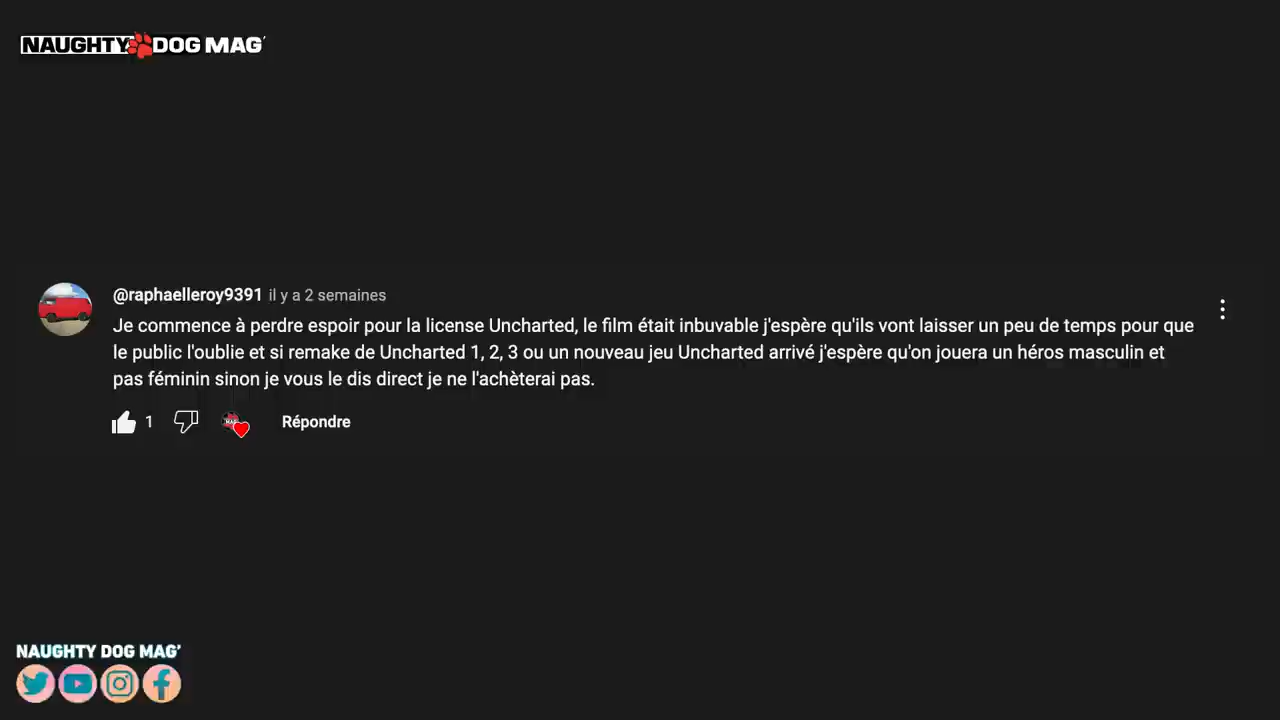 NAUGHTY DOG MAG'
@raphaelleroy9391 il y a 2 semaines
Je commence à perdre espoir pour la license Uncharted, le film était inbuvable j'espère qu'ils vont laisser un peu de temps pour que
le public l'oublie et si remake de Uncharted 1, 2, 3 ou un nouveau jeu Uncharted arrivé j'espère qu'on jouera un héros masculin et
pas féminin sinon je vous le dis direct je ne l'achèterai pas.
1 Répondre
NAUGHTY DOG MAG'